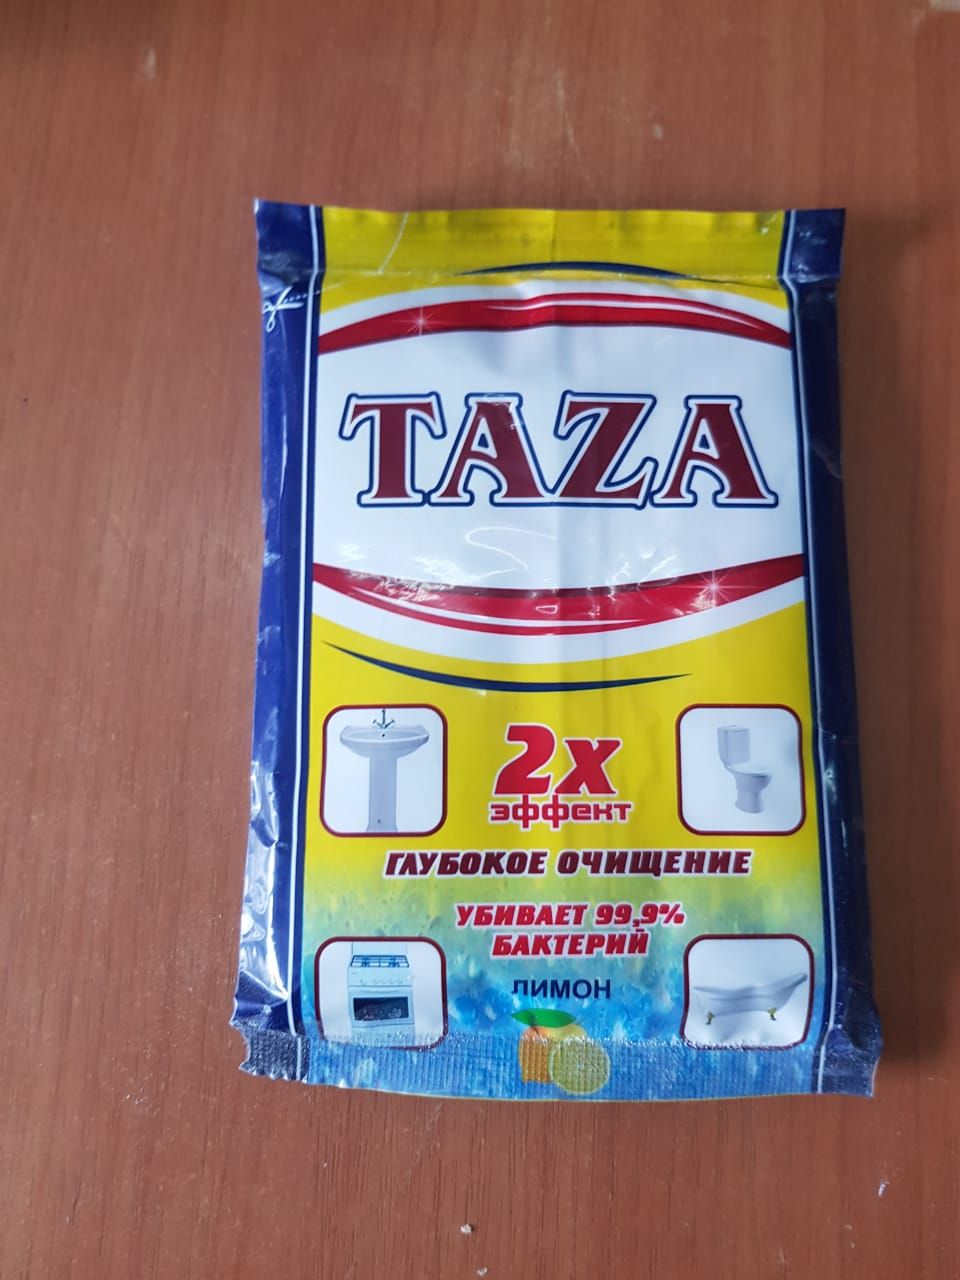 TAZA
2x
эффект
ГЛУБОКОЕ ОЧИЩЕНИЕ
УБИВАЕТ 99,9%
БАКТЕРИЙ
ЛИМОН